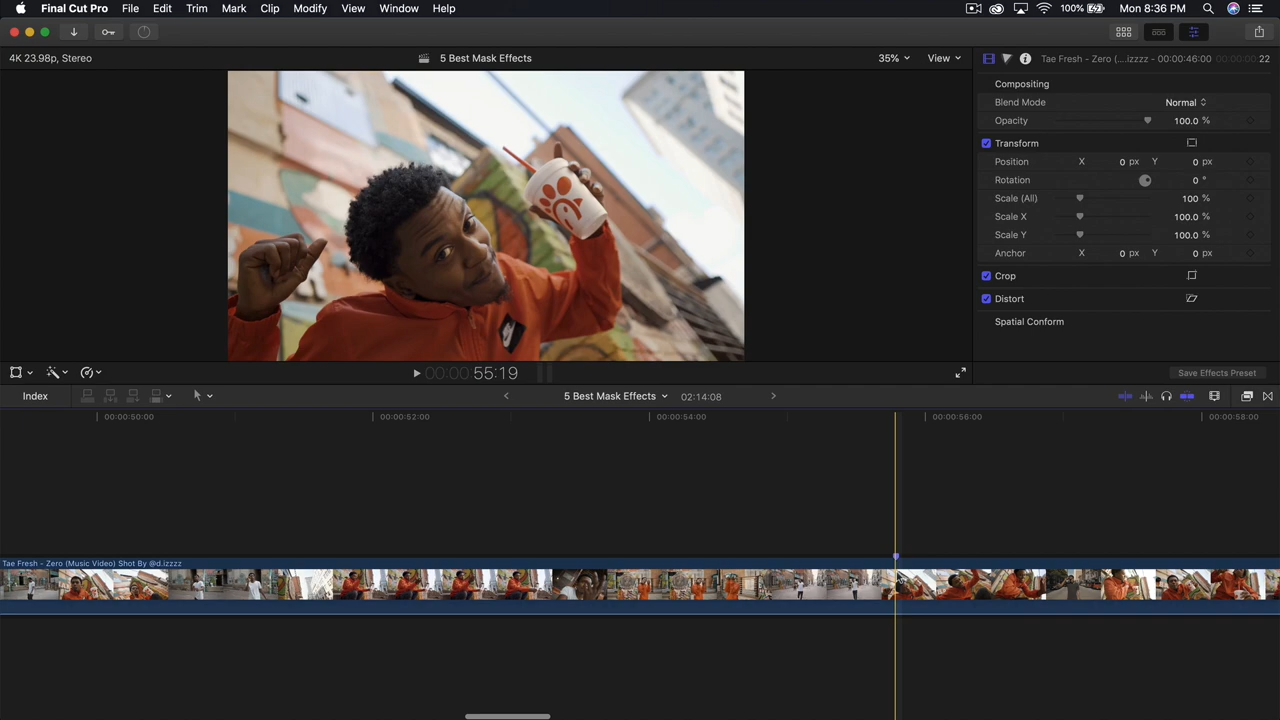 Final Cut Pro File Edit Trim Mark Clip Modify View Window Help 100% Mon 8:36 PM
4K 23.98p, Stereo 5 Best Mask Effects 35% View Tae Fresh - Zero (....izzzz - 00:00:46:00 00:00:00:22
Compositing
Blend Mode Normal
Opacity 100.0 %
Transform
Position X 0 px Y 0 px
Rotation 0 °
Scale (All) 100 %
Scale X 100.0 %
Scale Y 100.0 %
Anchor X 0 px Y 0 px
Crop
Distort
Spatial Conform
00:00:55:19 Save Effects Preset
Index 5 Best Mask Effects 02:14:08
00:00:50:00 00:00:52:00 00:00:54:00 00:00:56:00 00:00:58:00
Tae Fresh - Zero (Music Video) Shot By @d.izzzz